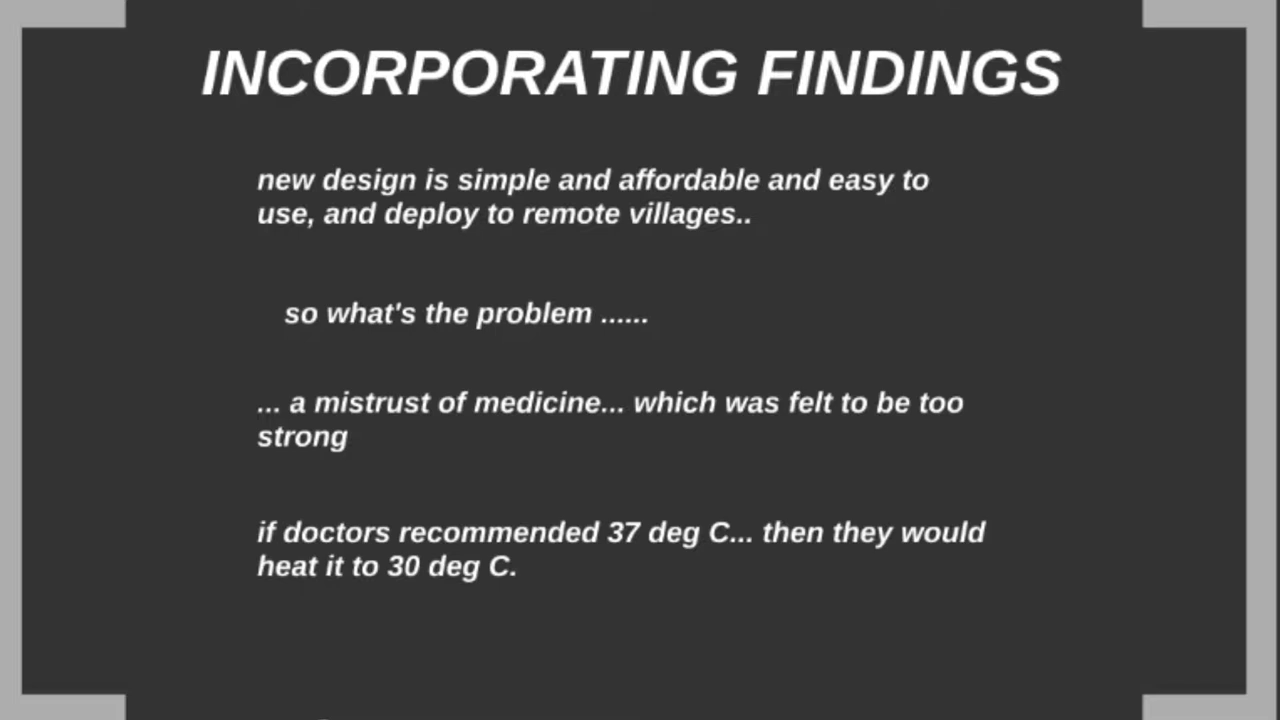 INCORPORATING FINDINGS
new design is simple and affordable and easy to
use, and deploy to remote villages..
so what's the problem ......
... a mistrust of medicine... which was felt to be too
strong
if doctors recommended 37 deg C... then they would
heat it to 30 deg C.